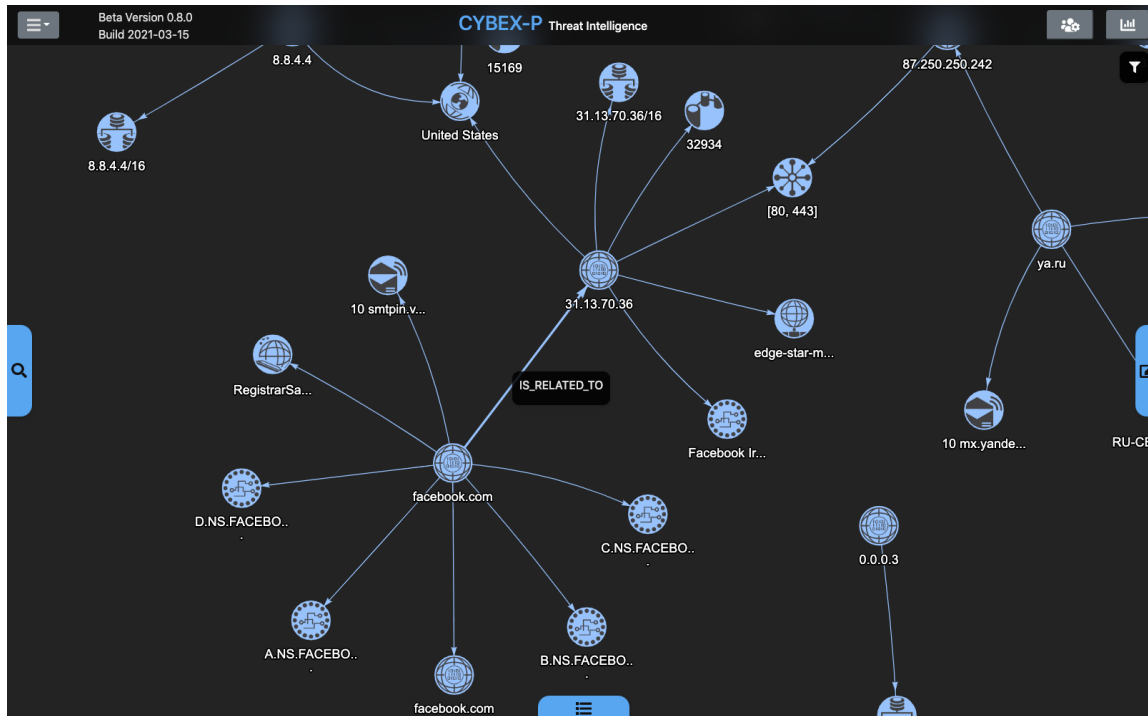 Beta Version 0.8.0
Build 2021-03-15
CYBEX-P Threat Intelligence
8.8.4.4
15169
87.250.250.242
31.13.70.36/16
United States
32934
8.8.4.4/16
[80, 443]
ya.ru
31.13.70.36
10 smtpin.v...
edge-star-m...
IS_RELATED_TO
RegistrarSa...
10 mx.yande...
RU-CE
Facebook Ir...
facebook.com
D.NS.FACEBO..
.
C.NS.FACEBO..
.
0.0.0.3
A.NS.FACEBO..
.
B.NS.FACEBO..
.
facebook.com